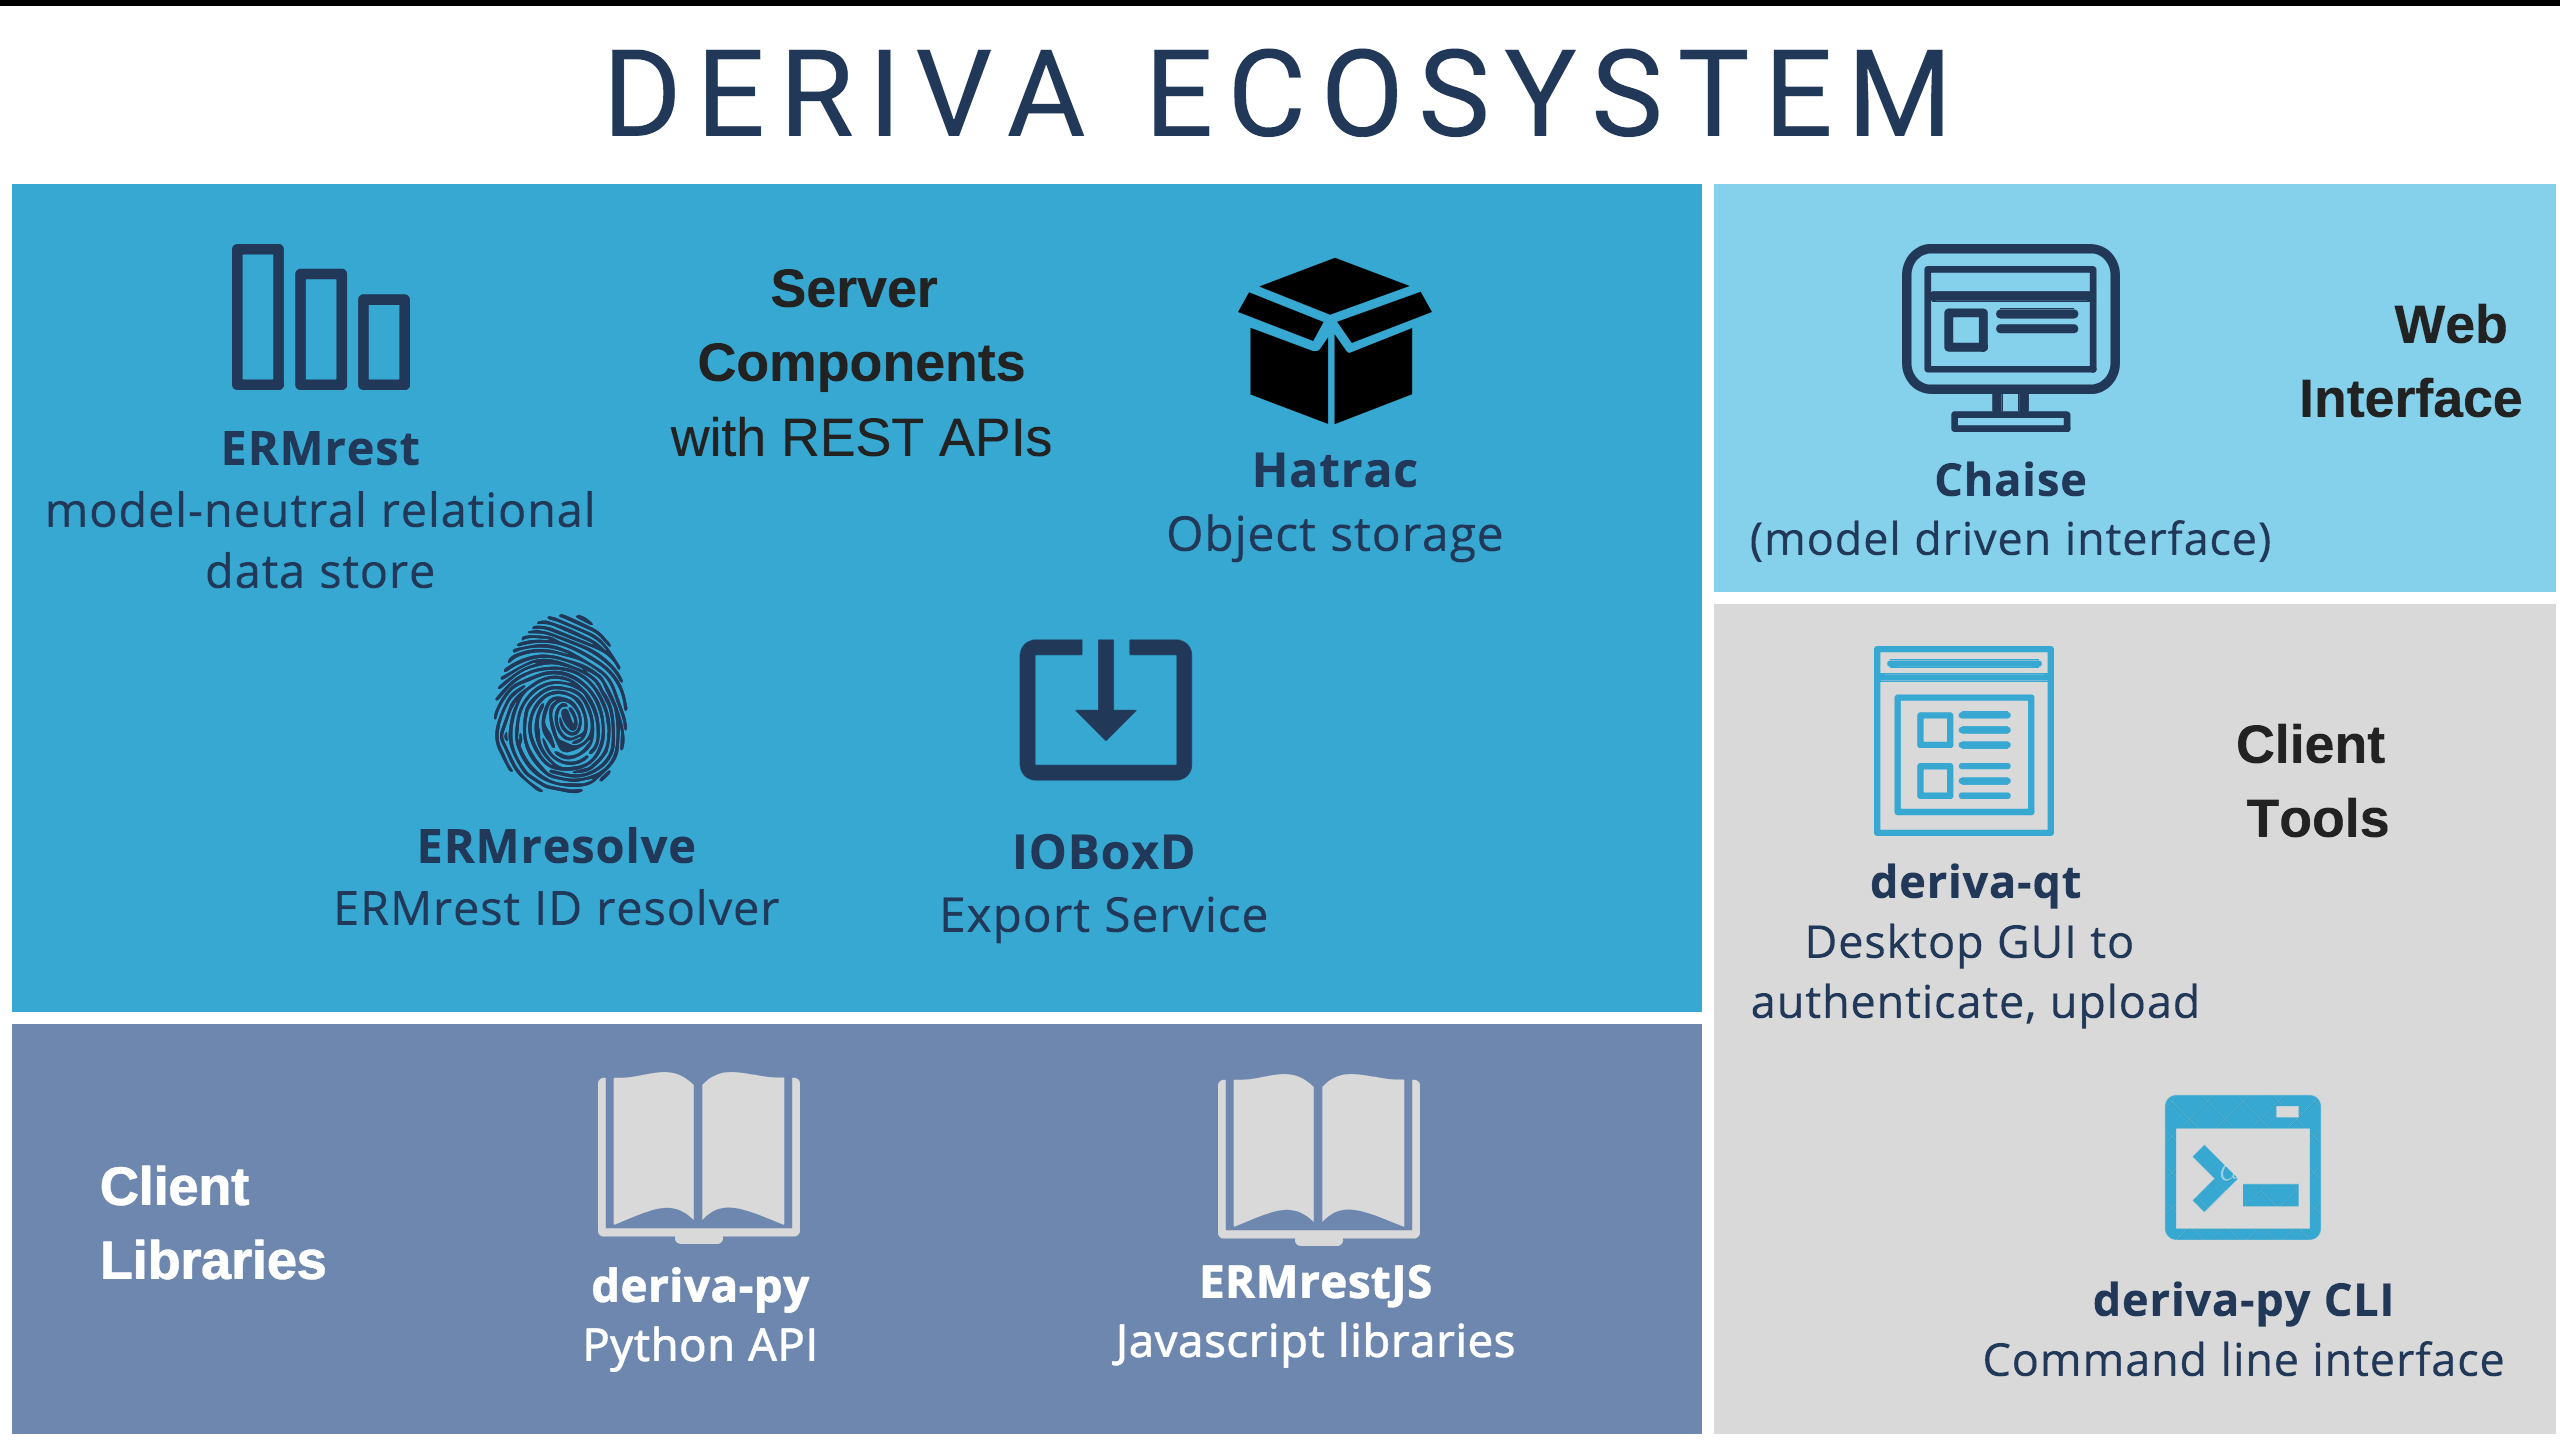 DERIVA ECOSYSTEM
Server
Components
with REST APIs
ERMrest
model-neutral relational
data store
Hatrac
Object storage
ERMresolve
ERMrest ID resolver
IOBoxD
Export Service
Web
Interface
Chaise
(model driven interface)
Client
Tools
deriva-qt
Desktop GUI to
authenticate, upload
deriva-py CLI
Command line interface
Client
Libraries
deriva-py
Python API
ERMrestJS
Javascript libraries